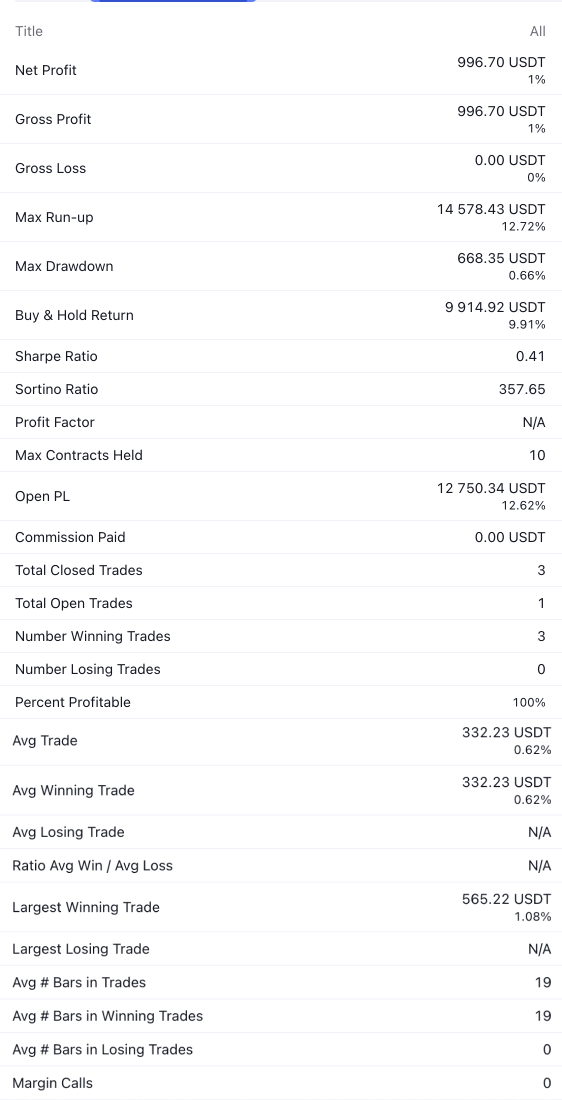 Title All
Net Profit 996.70 USDT
1%
Gross Profit 996.70 USDT
1%
Gross Loss 0.00 USDT
0%
Max Run-up 14 578.43 USDT
12.72%
Max Drawdown 668.35 USDT
0.66%
Buy & Hold Return 9 914.92 USDT
9.91%
Sharpe Ratio 0.41
Sortino Ratio 357.65
Profit Factor N/A
Max Contracts Held 10
Open PL 12 750.34 USDT
12.62%
Commission Paid 0.00 USDT
Total Closed Trades 3
Total Open Trades 1
Number Winning Trades 3
Number Losing Trades 0
Percent Profitable 100%
Avg Trade 332.23 USDT
0.62%
Avg Winning Trade 332.23 USDT
0.62%
Avg Losing Trade N/A
Ratio Avg Win / Avg Loss N/A
Largest Winning Trade 565.22 USDT
1.08%
Largest Losing Trade N/A
Avg # Bars in Trades 19
Avg # Bars in Winning Trades 19
Avg # Bars in Losing Trades 0
Margin Calls 0